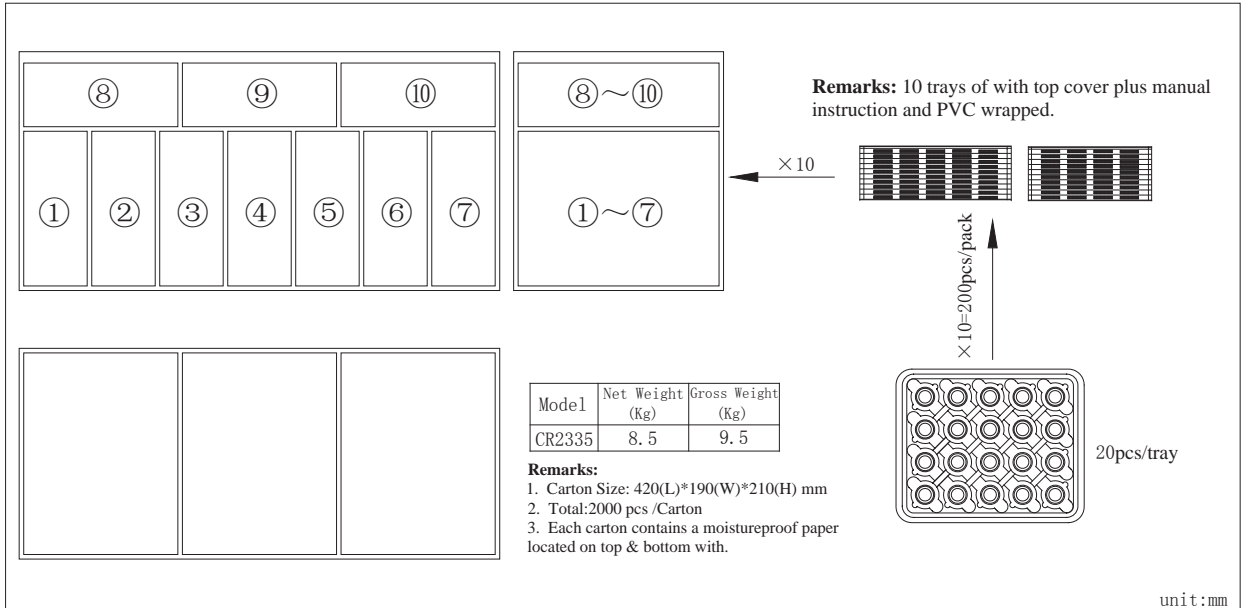 ⑧
⑨
⑩
①
②
③
④
⑤
⑥
⑦
⑧～⑩
①～⑦
×10
Remarks: 10 trays of with top cover plus manual
instruction and PVC wrapped.
×10=200pcs/pack
20pcs/tray
Model Net Weight (Kg) Gross Weight (Kg)
CR2335 8.5 9.5
Remarks:
1. Carton Size: 420(L)*190(W)*210(H) mm
2. Total:2000 pcs /Carton
3. Each carton contains a moistureproof paper
located on top & bottom with.
unit:mm